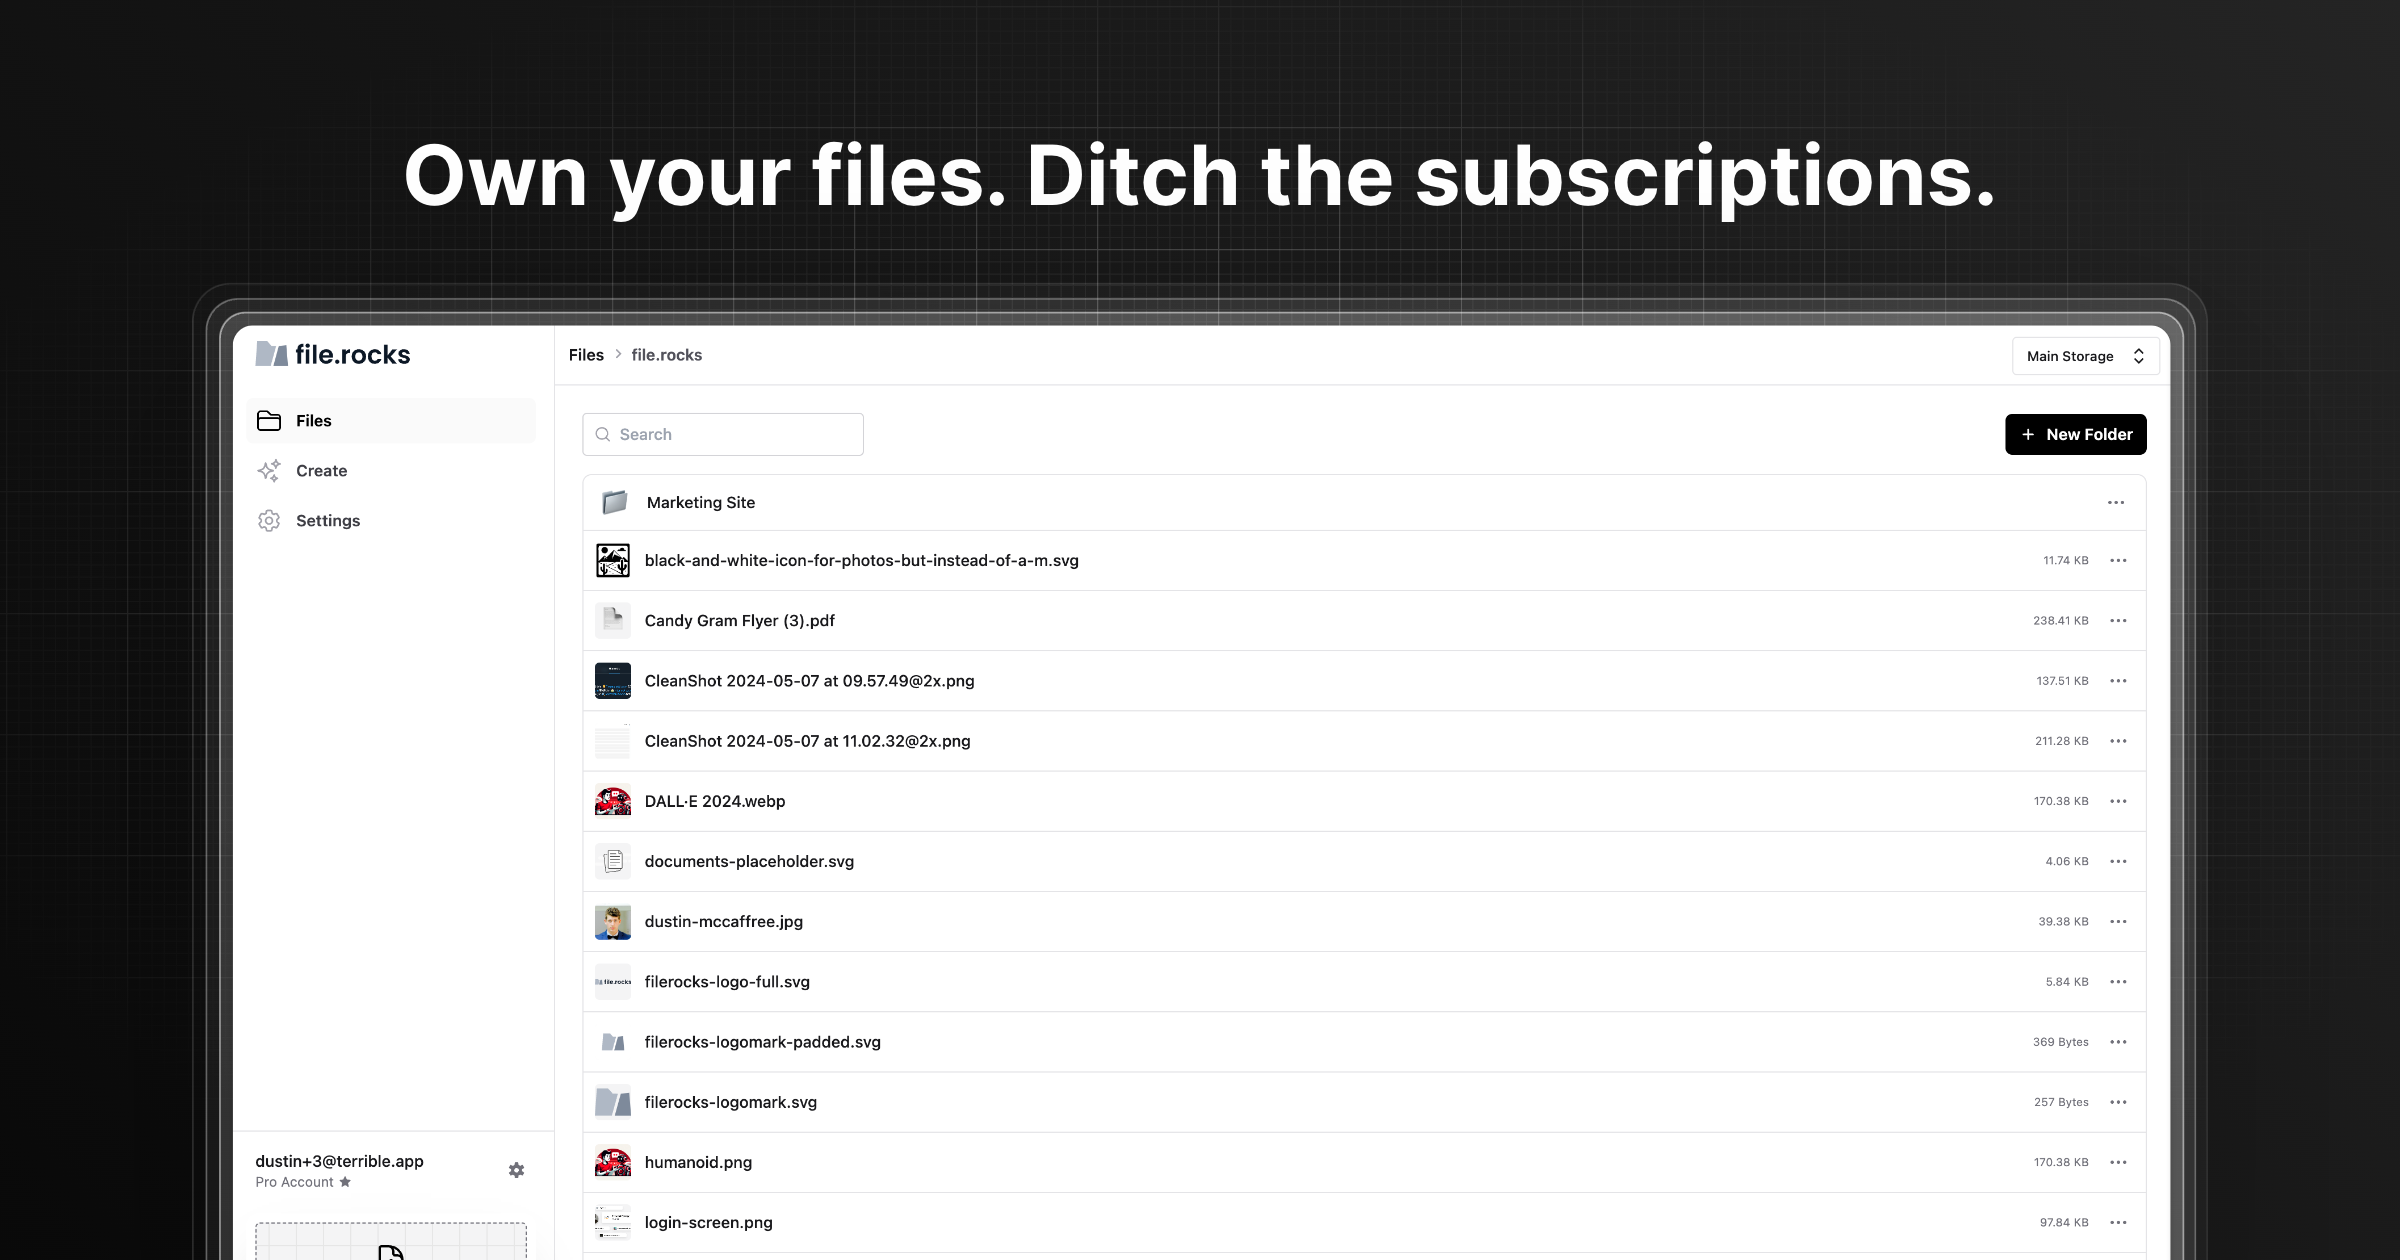 Own your files. Ditch the subscriptions.
file.rocks
Files > file.rocks
Main Storage
Files
Create
Settings
Search
+ New Folder
Marketing Site
black-and-white-icon-for-photos-but-instead-of-a-m.svg 11.74 KB
Candy Gram Flyer (3).pdf 238.41 KB
CleanShot 2024-05-07 at 09.57.49@2x.png 137.51 KB
CleanShot 2024-05-07 at 11.02.32@2x.png 211.28 KB
DALL·E 2024.webp 170.38 KB
documents-placeholder.svg 4.06 KB
dustin-mccaffree.jpg 39.38 KB
file.rocks
filerocks-logo-full.svg 5.84 KB
filerocks-logomark-padded.svg 369 Bytes
filerocks-logomark.svg 257 Bytes
humanoid.png 170.38 KB
login-screen.png 97.84 KB
dustin+3@terrible.app
Pro Account